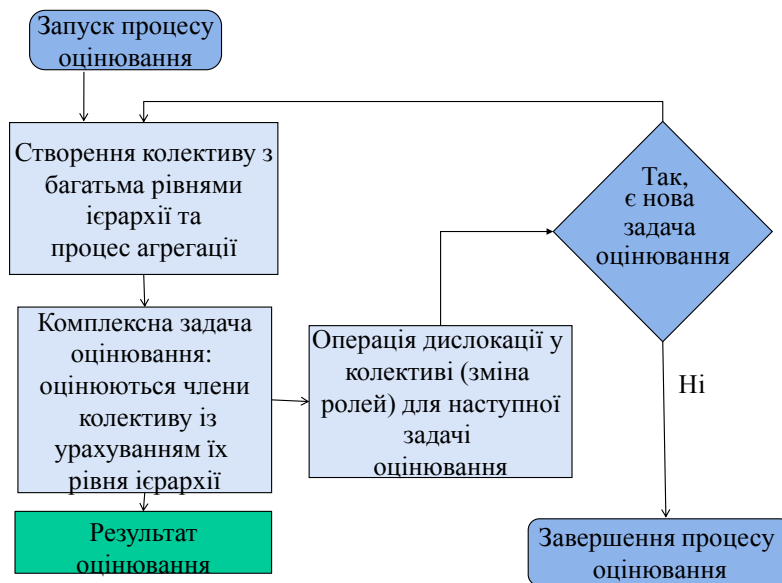 Запуск процесу
оцінювання
Створення колективу з
багатьма рівнями
ієрархії та
процес агрегації
Так,
є нова
задача
оцінювання
Комплексна задача
оцінювання:
оцінюються члени
колективу із
урахуванням їх
рівня ієрархії
Операція дислокації у
колективі (зміна
ролей) для наступної
задачі
оцінювання
Ні
Результат
оцінювання
Завершення процесу
оцінювання